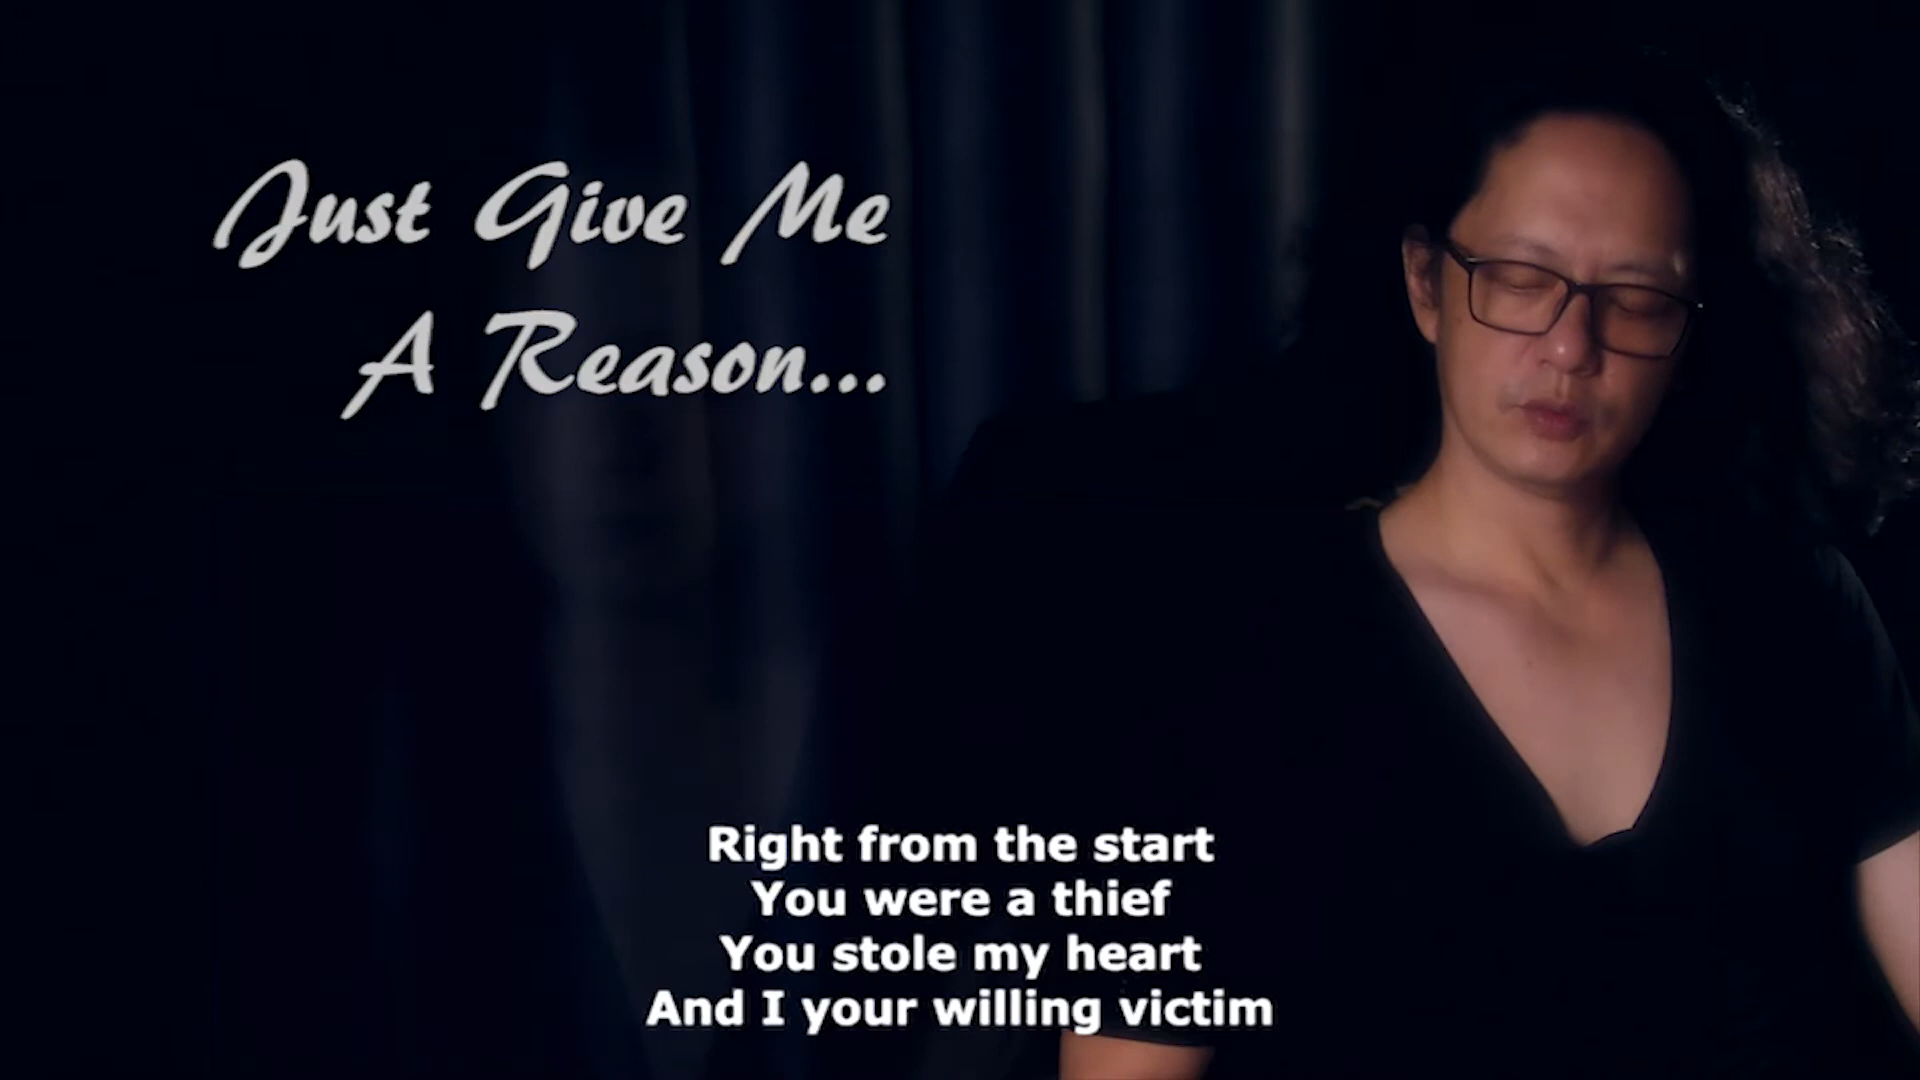 Just Give Me
A Reason...
Right from the start
You were a thief
You stole my heart
And I your willing victim